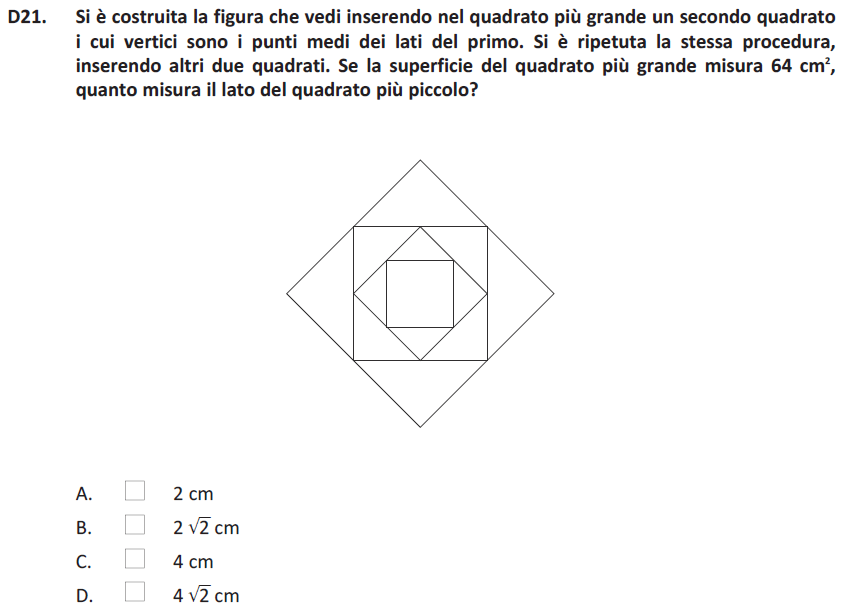 D21. Si è costruita la figura che vedi inserendo nel quadrato più grande un secondo quadrato
i cui vertici sono i punti medi dei lati del primo. Si è ripetuta la stessa procedura,
inserendo altri due quadrati. Se la superficie del quadrato più grande misura 64 cm²,
quanto misura il lato del quadrato più piccolo?
A. 2 cm
B. 2 √2 cm
C. 4 cm
D. 4 √2 cm